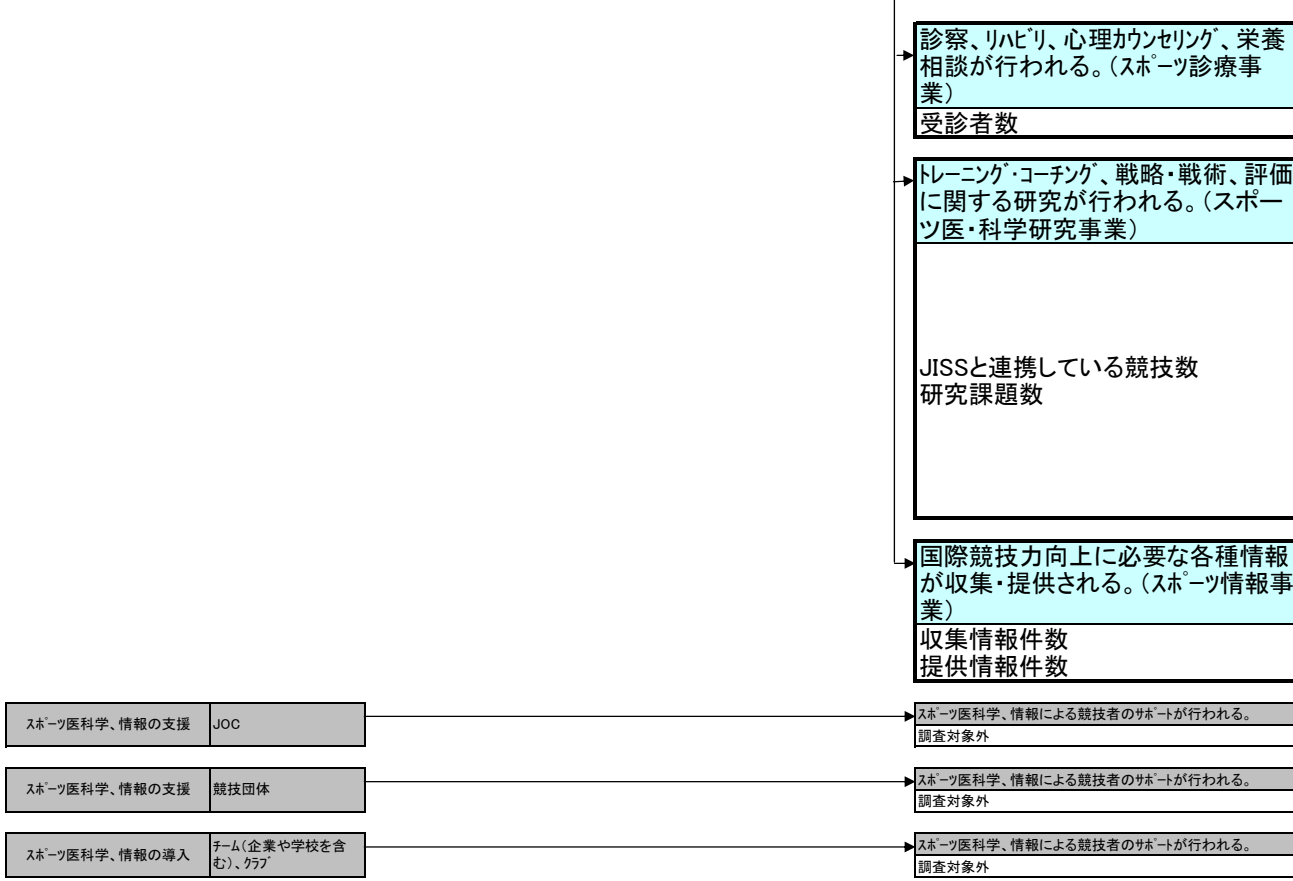 診察、ﾘﾊﾋﾞﾘ、心理ｶｳﾝｾﾘﾝｸﾞ、栄養
相談が行われる。（ｽﾎﾟｰﾂ診療事
業）
受診者数
ﾄﾚｰﾆﾝｸﾞ・ｺｰﾁﾝｸﾞ、戦略・戦術、評価
に関する研究が行われる。（スポー
ツ医・科学研究事業）
JISSと連携している競技数
研究課題数
国際競技力向上に必要な各種情報
が収集・提供される。（ｽﾎﾟｰﾂ情報事
業）
収集情報件数
提供情報件数
ｽﾎﾟｰﾂ医科学、情報の支援
JOC
ｽﾎﾟｰﾂ医科学、情報による競技者のｻﾎﾟｰﾄが行われる。
調査対象外
ｽﾎﾟｰﾂ医科学、情報の支援
競技団体
ｽﾎﾟｰﾂ医科学、情報による競技者のｻﾎﾟｰﾄが行われる。
調査対象外
ｽﾎﾟｰﾂ医科学、情報の導入
ﾁｰﾑ（企業や学校を含
む）、ｸﾗﾌﾞ
ｽﾎﾟｰﾂ医科学、情報による競技者のｻﾎﾟｰﾄが行われる。
調査対象外